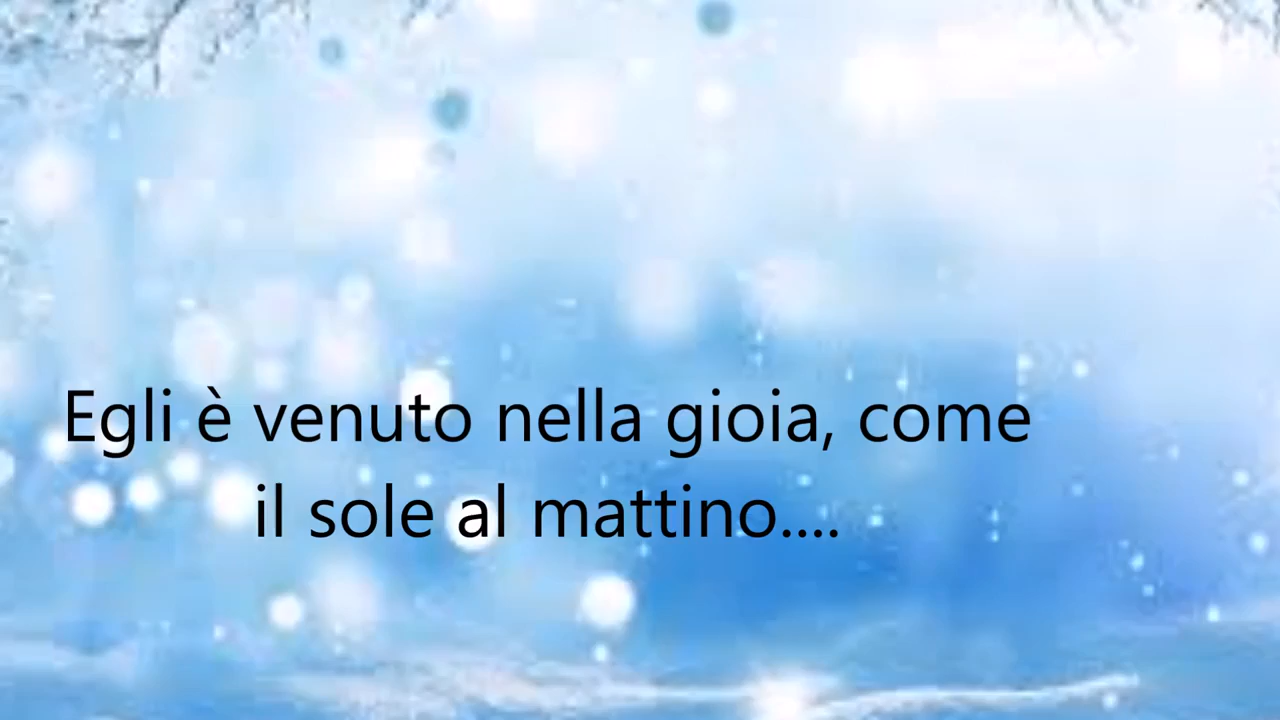 Egli è venuto nella gioia, come
il sole al mattino....